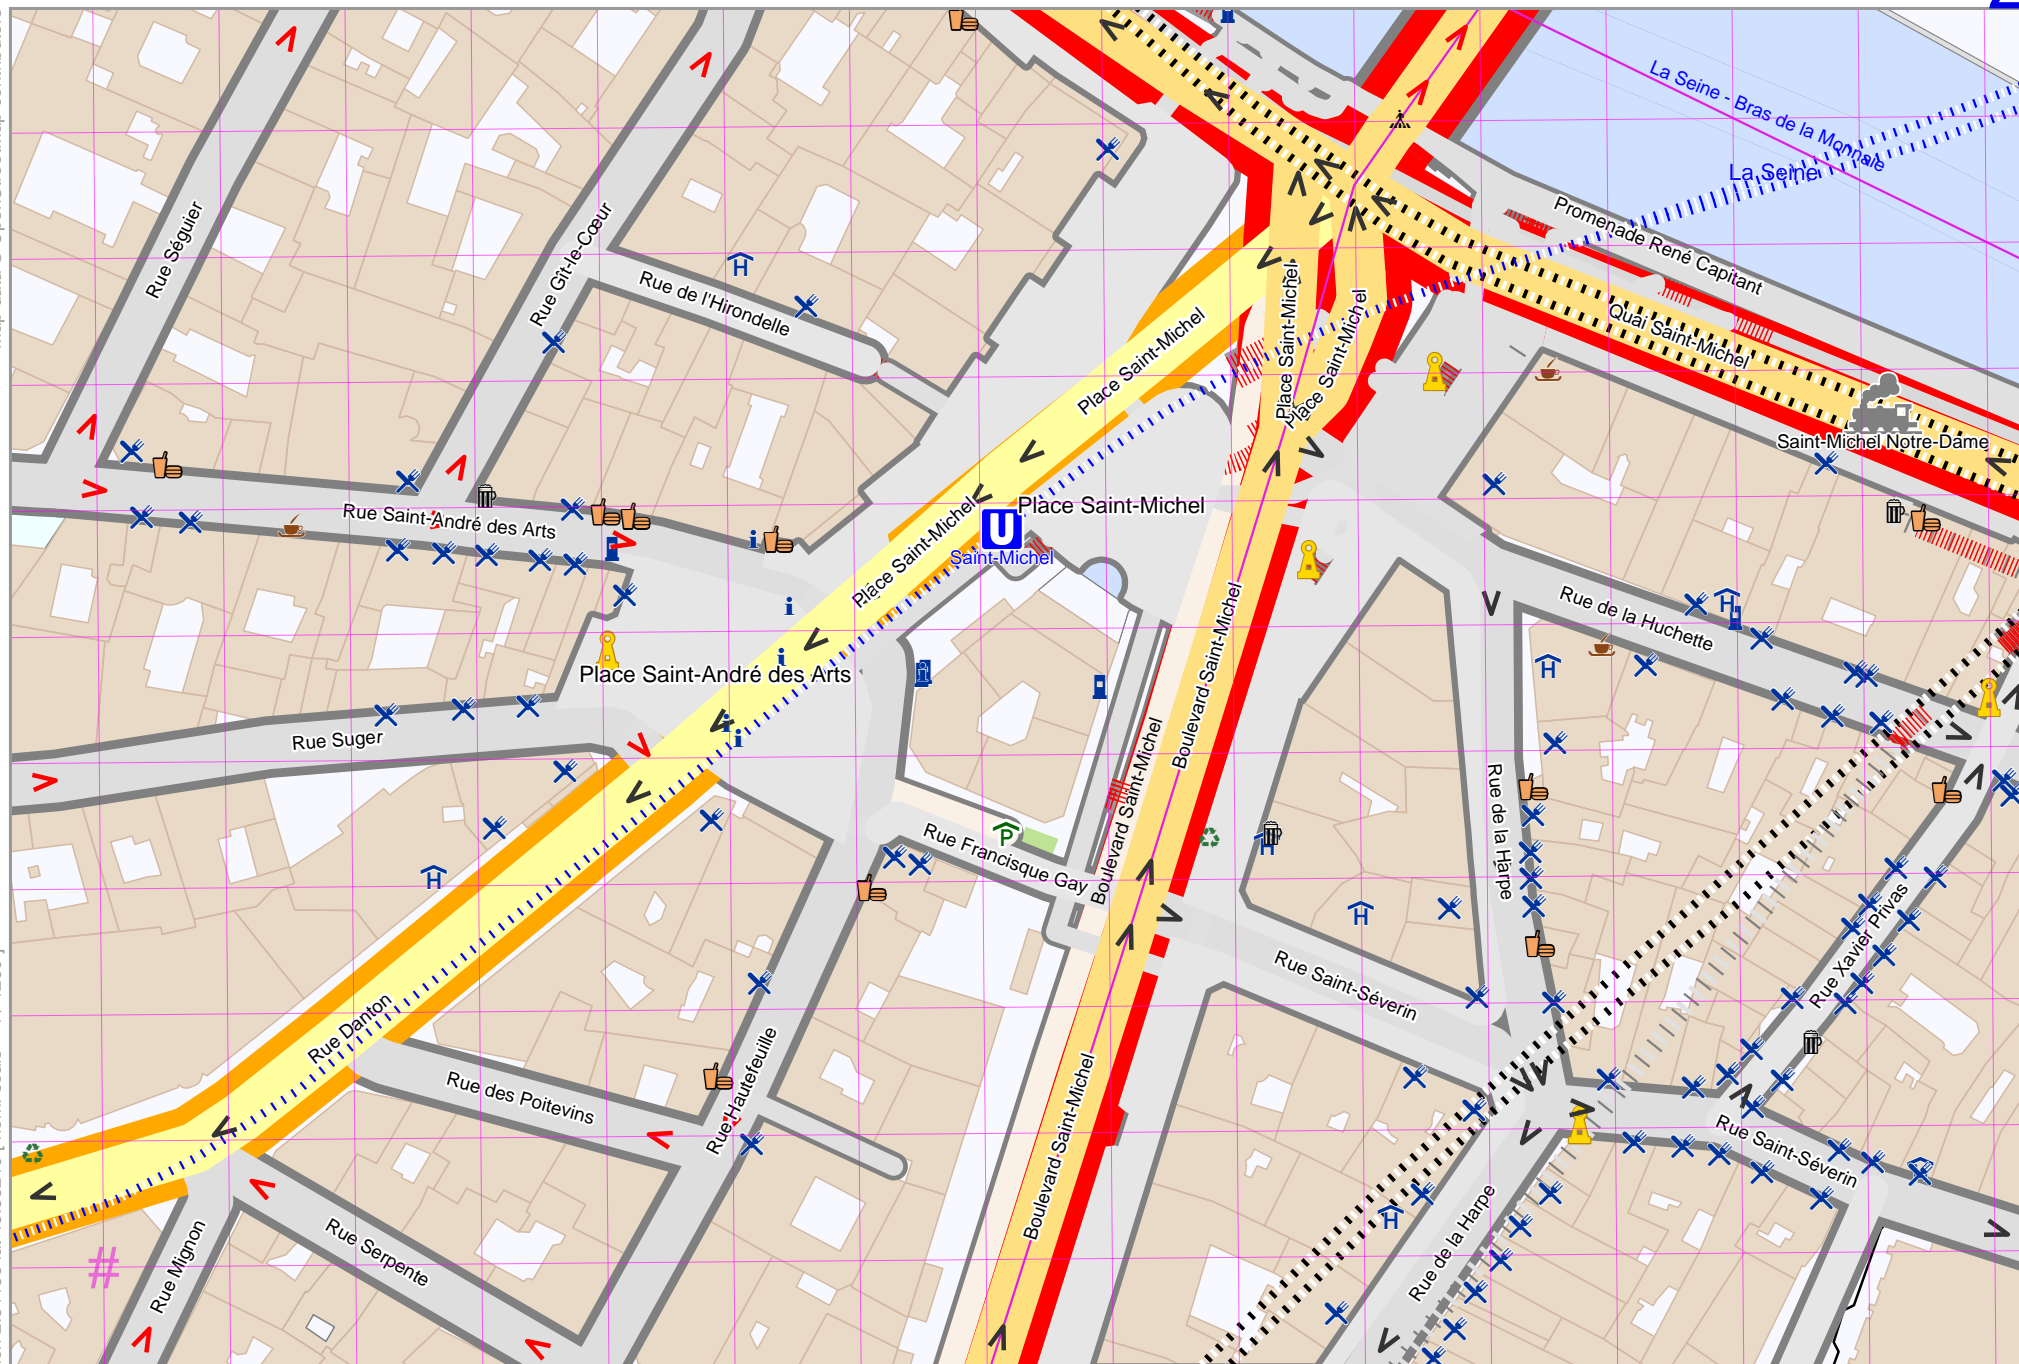 La Seine - Bras de la Monnaie
La Seine
Promenade René Capitant
Rue Séguier
Rue Gît-le-Cœur
Rue de l'Hirondelle
Place Saint-Michel
Place Saint-Michel
Place Saint-Michel
Quai Saint-Michel
Saint-Michel Notre-Dame
Rue Saint-André des Arts
Place Saint-Michel
U
Place Saint-Michel
Saint-Michel
Rue de la Huchette
Place Saint-André des Arts
Boulevard Saint-Michel
Rue Suger
Boulevard Saint-Michel
Rue de la Harpe
P
Rue Francisque Gay
Rue Xavier Privas
Rue Saint-Séverin
Rue Danton
Rue des Poitevins
Rue Hautefeuille
Boulevard Saint-Michel
Rue Saint-Séverin
Rue de la Harpe
Rue Mignon
Rue Serpente
#